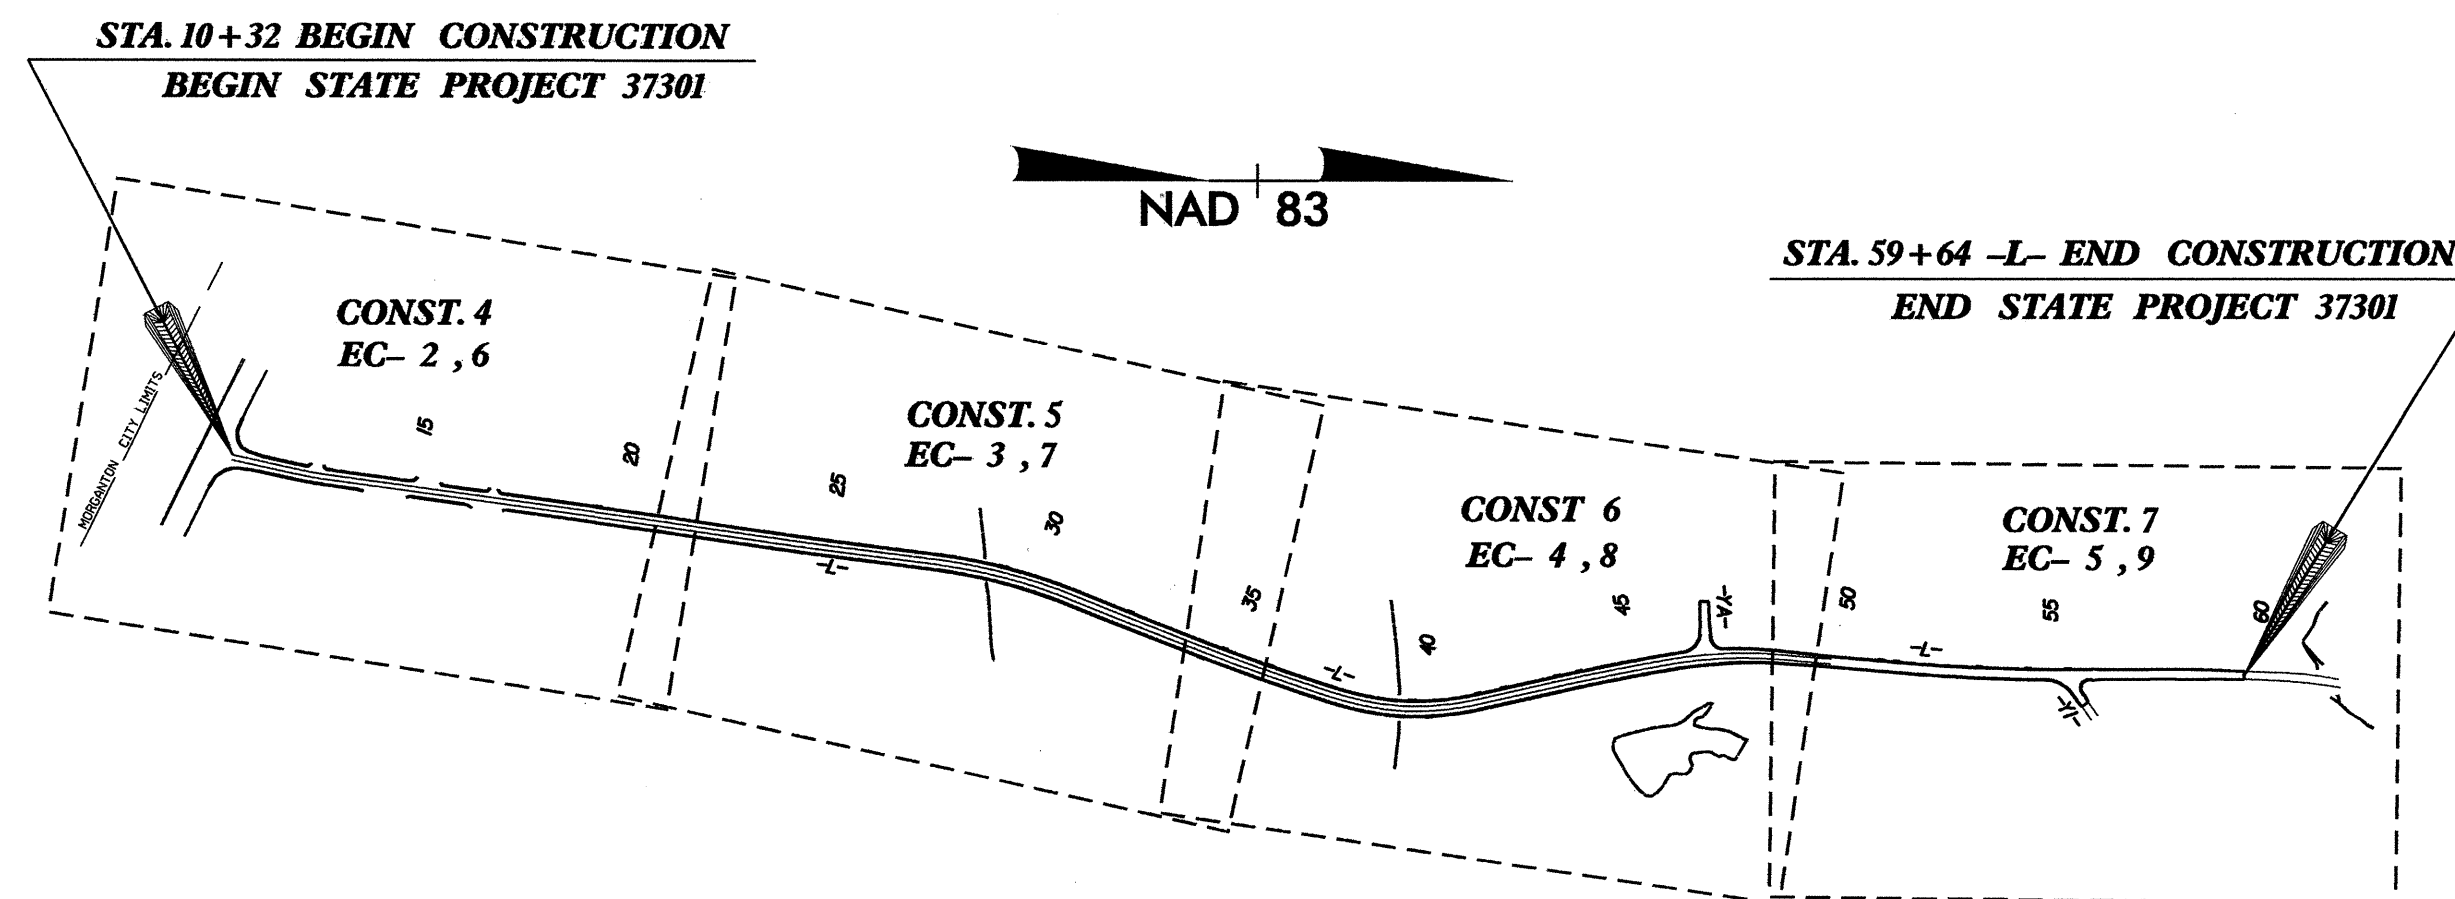 STA. 10+32 BEGIN CONSTRUCTION
BEGIN STATE PROJECT 37301
NAD 83
STA. 59+64 -L- END CONSTRUCTION
END STATE PROJECT 37301
CONST. 4
EC- 2 , 6
MORGANTON CITY LIMITS
15
20
CONST. 5
EC- 3 , 7
25
30
-L-
35
CONST 6
EC- 4 , 8
-L-
40
45
-YA-
CONST. 7
EC- 5 , 9
50
55
60
-L-
-Y1-